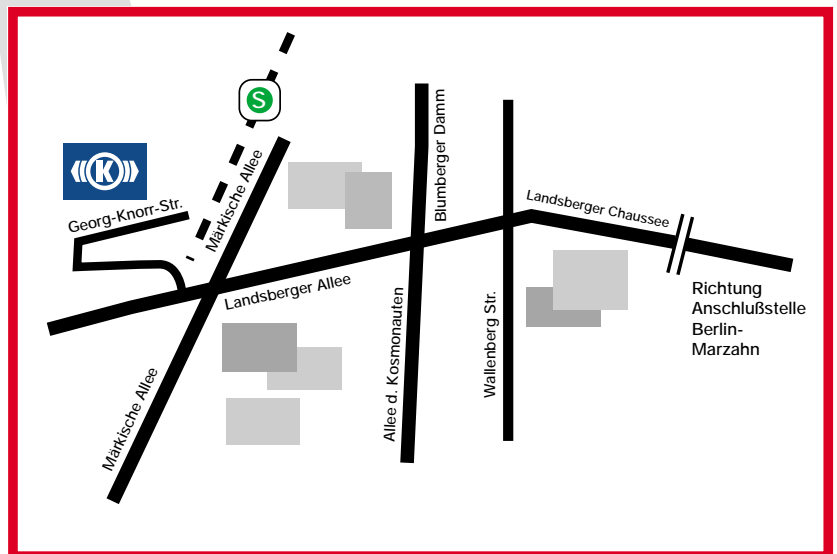 S
K
Georg-Knorr-Str.
Märkische Allee
Blumberger Damm
Landsberger Chaussee
Landsberger Allee
Richtung
Anschlußstelle
Berlin-
Marzahn
Märkische Allee
Allee d. Kosmonauten
Wallenberg Str.